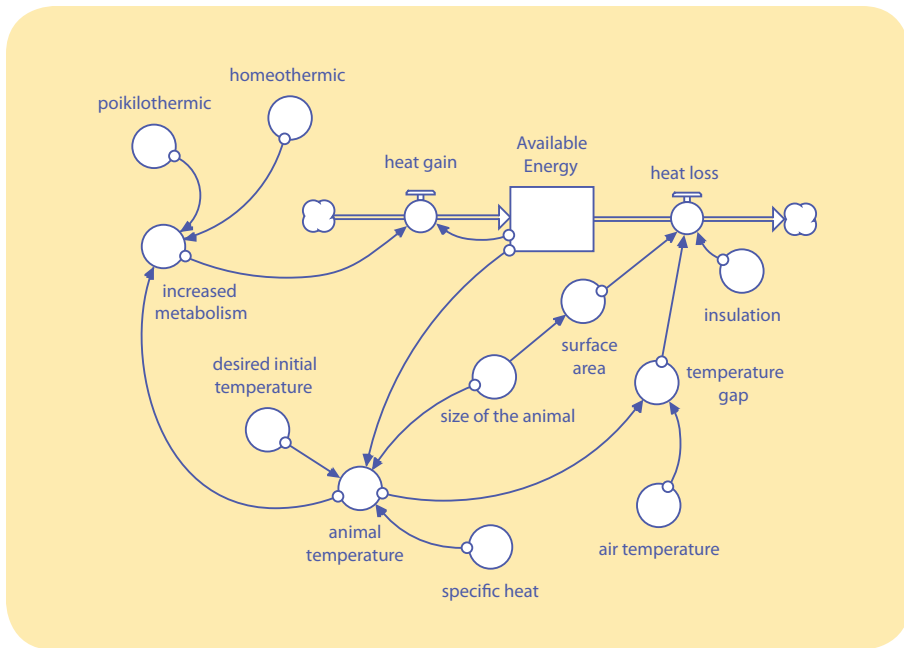 homeothermic
poikilothermic
Available
Energy
heat gain
heat loss
increased
metabolism
insulation
surface
area
desired initial
temperature
temperature
gap
size of the animal
animal
temperature
air temperature
specific heat